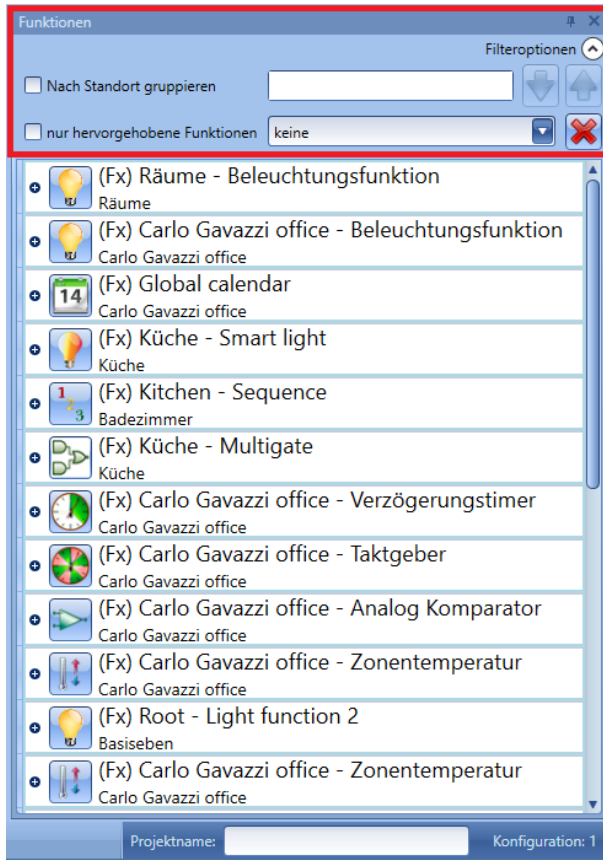 Funktionen
Filteroptionen
Nach Standort gruppieren
nur hervorgehobene Funktionen keine
(Fx) Räume - Beleuchtungsfunktion
Räume
(Fx) Carlo Gavazzi office - Beleuchtungsfunktion
Carlo Gavazzi office
14 (Fx) Global calendar
Carlo Gavazzi office
(Fx) Küche - Smart light
Küche
1 2 3 (Fx) Kitchen - Sequence
Badezimmer
(Fx) Küche - Multigate
Küche
(Fx) Carlo Gavazzi office - Verzögerungstimer
Carlo Gavazzi office
(Fx) Carlo Gavazzi office - Taktgeber
Carlo Gavazzi office
(Fx) Carlo Gavazzi office - Analog Komparator
Carlo Gavazzi office
(Fx) Carlo Gavazzi office - Zonentemperatur
Carlo Gavazzi office
(Fx) Root - Light function 2
Basiseben
(Fx) Carlo Gavazzi office - Zonentemperatur
Carlo Gavazzi office
Projektname: Konfiguration: 1